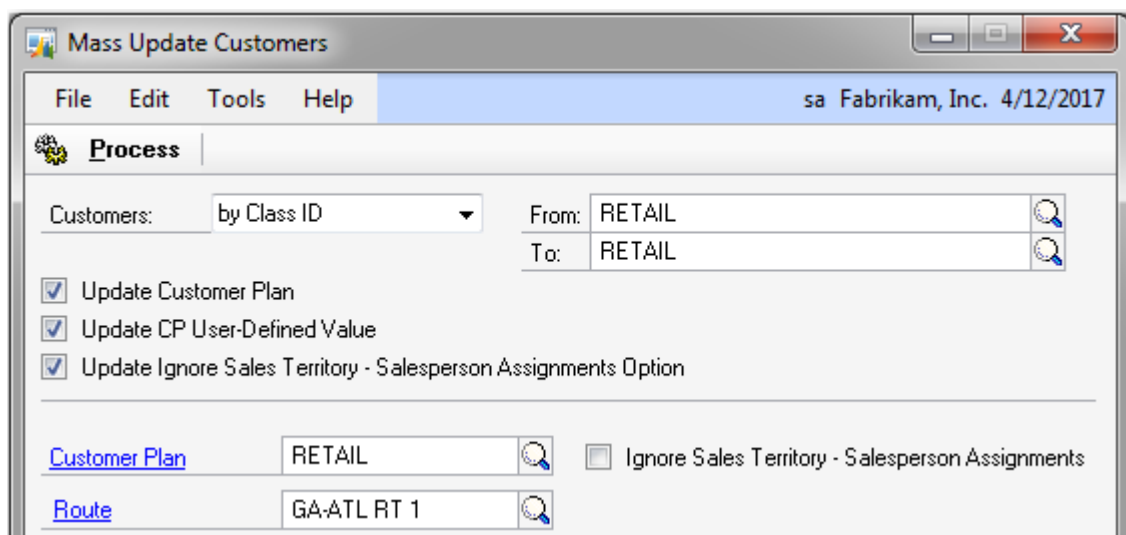 Mass Update Customers
File Edit Tools Help sa Fabrikam, Inc. 4/12/2017
Process
Customers: by Class ID From: RETAIL
To: RETAIL
Update Customer Plan
Update CP User-Defined Value
Update Ignore Sales Territory - Salesperson Assignments Option
Customer Plan RETAIL Ignore Sales Territory - Salesperson Assignments
Route GA-ATL RT 1